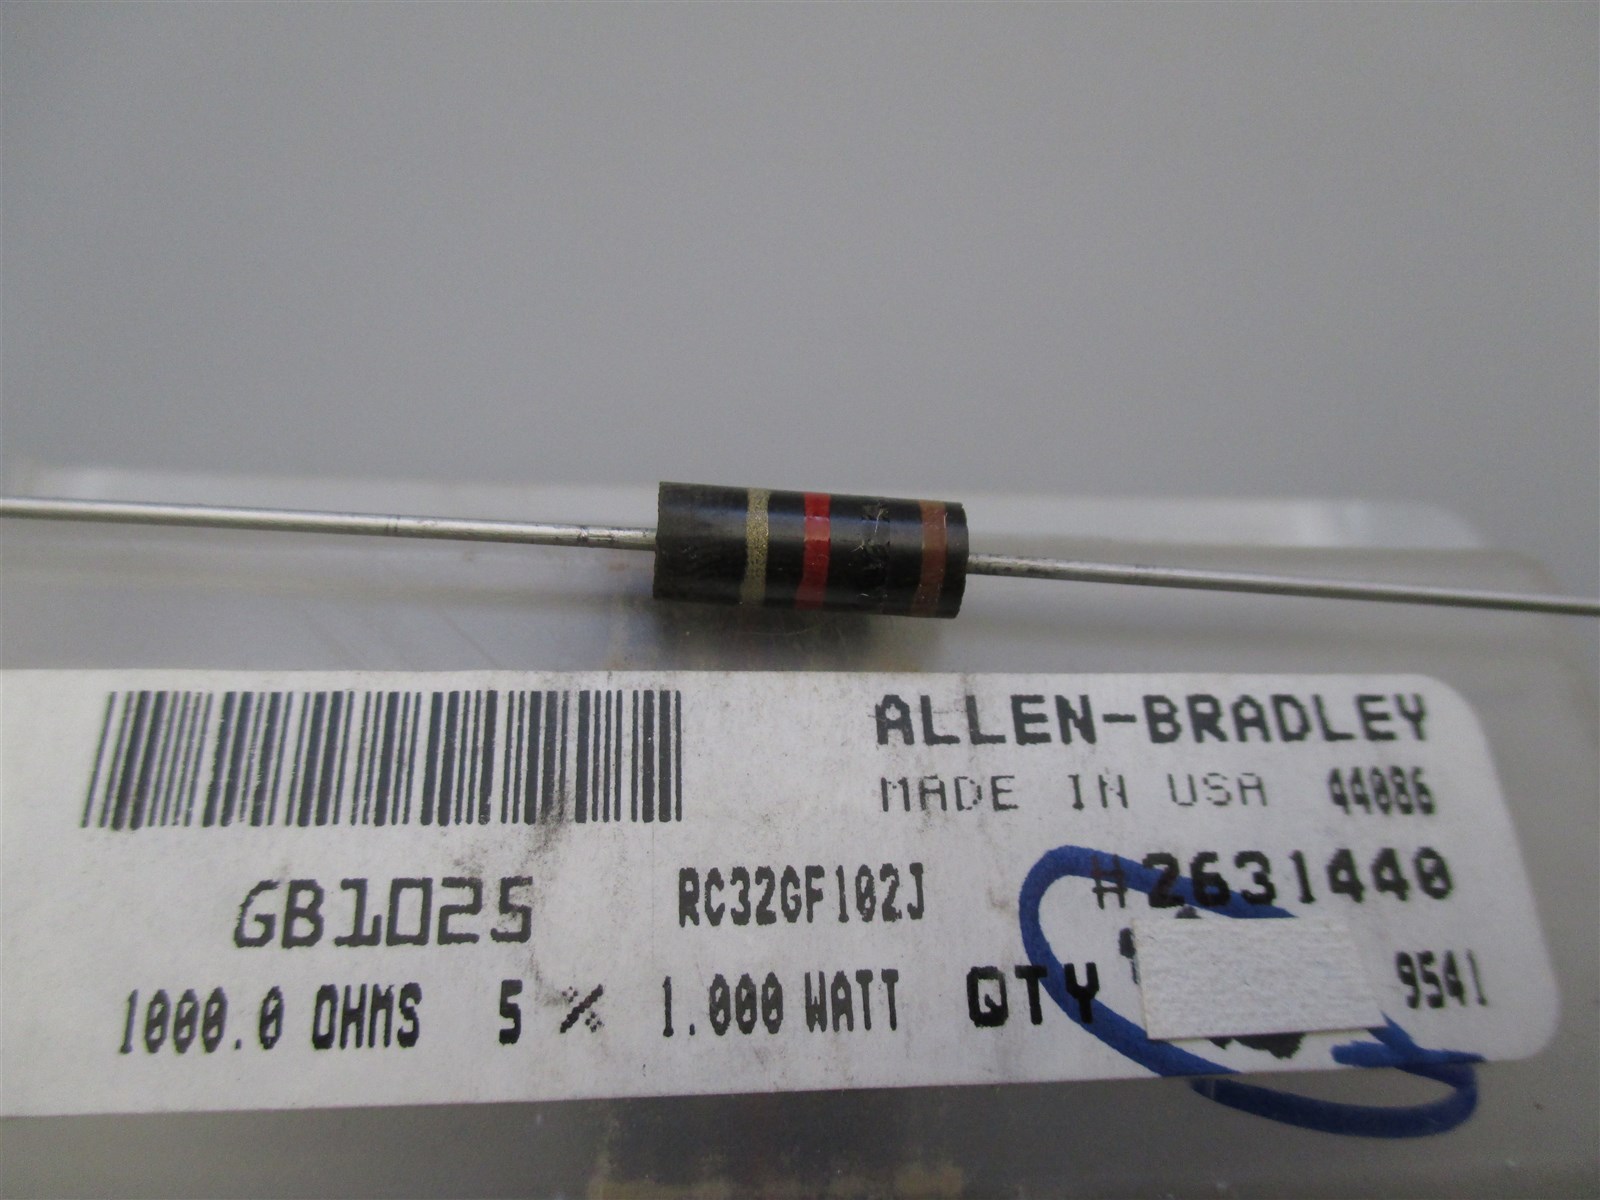 ALLEN-BRADLEY
MADE IN USA 44086
GB1025 RC32GF102J #2631440
1000.0 OHMS 5 % 1.000 WATT QTY 9541